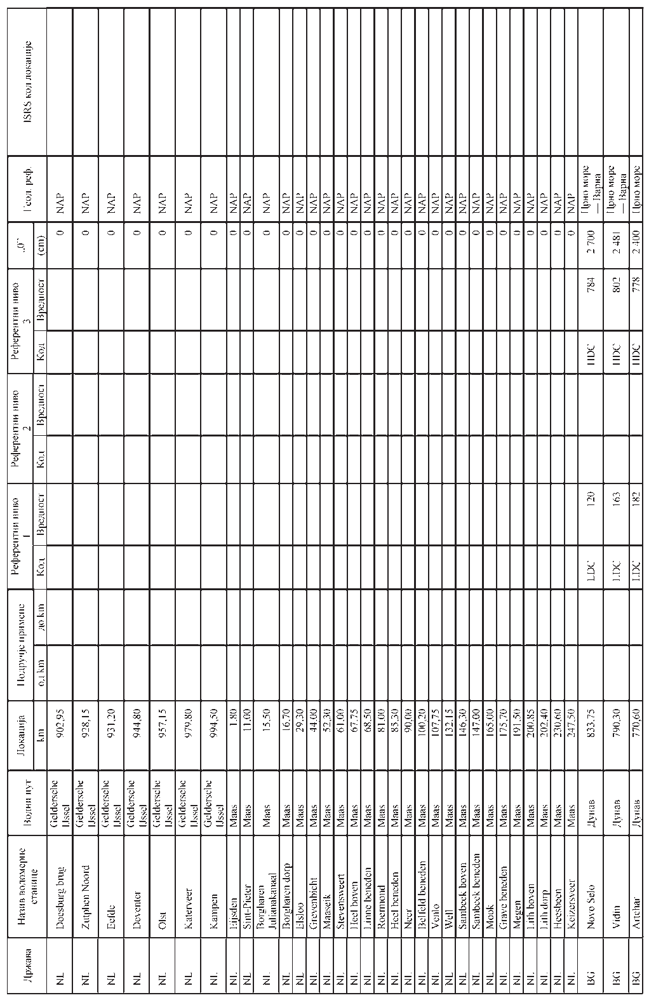 Држава | Назив водомерне станице | Водни пут | Локација km | Подручје примене од km | Подручје примене до km | Референтни ниво 1 Код | Референтни ниво 1 Вредност | Референтни ниво 2 Код | Референтни ниво 2 Вредност | Референтни ниво 3 Код | Референтни ниво 3 Вредност | „0“ (cm) | Геод. реф. | ISRS код локације
NL | Doesburg brug | Geldersche IJssel | 902,95 | | | | | | | | | 0 | NAP |
NL | Zutphen Noord | Geldersche IJssel | 928,15 | | | | | | | | | 0 | NAP |
NL | Eefde | Geldersche IJssel | 931,20 | | | | | | | | | 0 | NAP |
NL | Deventer | Geldersche IJssel | 944,80 | | | | | | | | | 0 | NAP |
NL | Olst | Geldersche IJssel | 957,15 | | | | | | | | | 0 | NAP |
NL | Katerveer | Geldersche IJssel | 979,80 | | | | | | | | | 0 | NAP |
NL | Kampen | Geldersche IJssel | 994,50 | | | | | | | | | 0 | NAP |
NL | Eijsden | Maas | 1,80 | | | | | | | | | 0 | NAP |
NL | Sint-Pieter | Maas | 11,00 | | | | | | | | | 0 | NAP |
NL | Borgharen Julianakanaal | Maas | 15,50 | | | | | | | | | 0 | NAP |
NL | Borgharen dorp | Maas | 16,70 | | | | | | | | | 0 | NAP |
NL | Elsloo | Maas | 29,30 | | | | | | | | | 0 | NAP |
NL | Grevenbicht | Maas | 44,00 | | | | | | | | | 0 | NAP |
NL | Maaseik | Maas | 52,30 | | | | | | | | | 0 | NAP |
NL | Stevensweert | Maas | 61,00 | | | | | | | | | 0 | NAP |
NL | Heel boven | Maas | 67,75 | | | | | | | | | 0 | NAP |
NL | Linne beneden | Maas | 68,50 | | | | | | | | | 0 | NAP |
NL | Roermond | Maas | 81,00 | | | | | | | | | 0 | NAP |
NL | Heel beneden | Maas | 85,30 | | | | | | | | | 0 | NAP |
NL | Neer | Maas | 90,00 | | | | | | | | | 0 | NAP |
NL | Belfeld beneden | Maas | 100,20 | | | | | | | | | 0 | NAP |
NL | Venlo | Maas | 107,75 | | | | | | | | | 0 | NAP |
NL | Well | Maas | 132,15 | | | | | | | | | 0 | NAP |
NL | Sambeek boven | Maas | 146,30 | | | | | | | | | 0 | NAP |
NL | Sambeek beneden | Maas | 147,00 | | | | | | | | | 0 | NAP |
NL | Mook | Maas | 165,00 | | | | | | | | | 0 | NAP |
NL | Grave beneden | Maas | 175,70 | | | | | | | | | 0 | NAP |
NL | Megen | Maas | 191,50 | | | | | | | | | 0 | NAP |
NL | Lith boven | Maas | 200,85 | | | | | | | | | 0 | NAP |
NL | Lith dorp | Maas | 202,40 | | | | | | | | | 0 | NAP |
NL | Heesbeen | Maas | 230,60 | | | | | | | | | 0 | NAP |
NL | Keizersveer | Maas | 247,50 | | | | | | | | | 0 | NAP |
BG | Novo Selo | Дунав | 833,75 | | | LDC | 120 | | | HDC | 784 | 2 700 | Црно море — Варна |
BG | Vidin | Дунав | 790,30 | | | LDC | 163 | | | HDC | 802 | 2 481 | Црно море — Варна |
BG | Artchar | Дунав | 770,60 | | | LDC | 182 | | | HDC | 778 | 2 400 | Црно море |